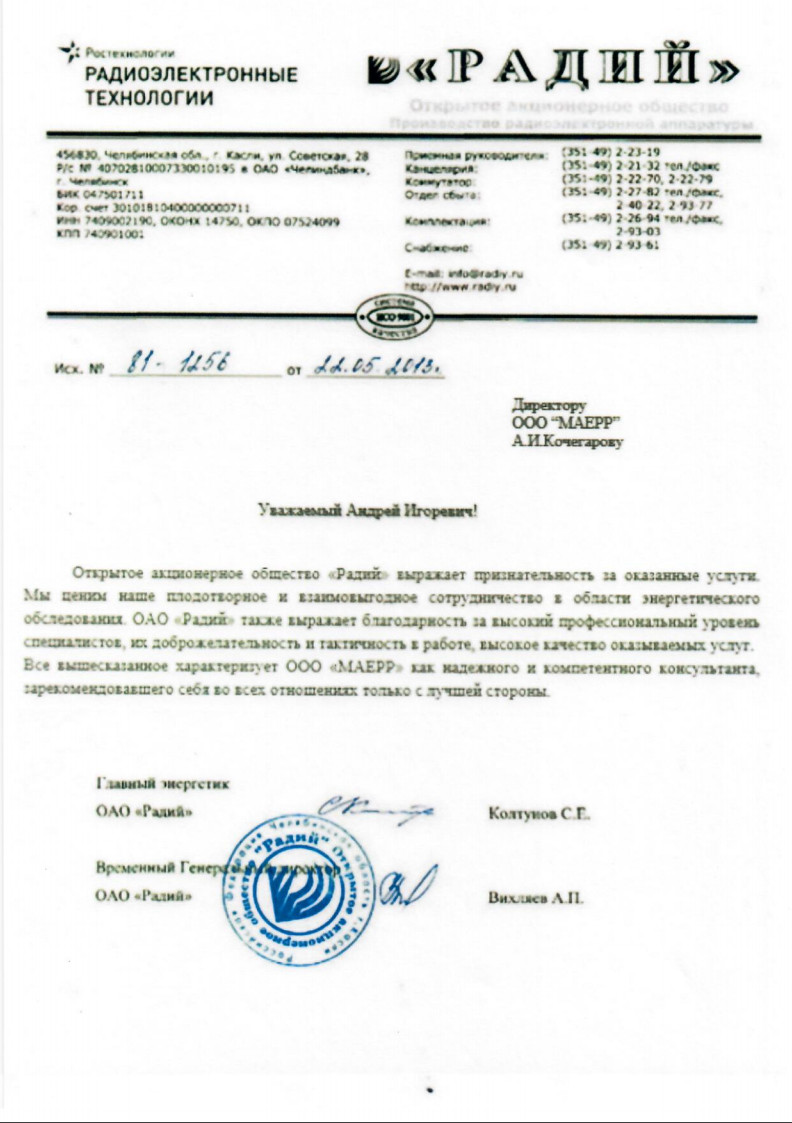 Ростехнологии
РАДИОЭЛЕКТРОННЫЕ
ТЕХНОЛОГИИ
«РАДИЙ»
Открытое акционерное общество
Производство радиоэлектронной аппаратуры
456830, Челябинская обл., г. Касли, ул. Советская, 28
Р/с № 40702810007330010195 в ОАО «Челиндбанк»,
г. Челябинск
БИК 047501711
Кор. счет 30101810400000000711
ИНН 7409002190, ОКОНХ 14750, ОКПО 07524099
КПП 740901001
Приемная руководителя: (351-49) 2-23-19
Канцелярия: (351-49) 2-21-32 тел./факс
Коммутатор: (351-49) 2-22-70, 2-22-79
Отдел сбыта: (351-49) 2-27-82 тел./факс,
2-40-22, 2-93-77
Комплектация: (351-49) 2-26-94 тел./факс,
2-93-03
Снабжение: (351-49) 2-93-61
E-mail: info@radiy.ru
http://www.radiy.ru
СИСТЕМА
ИСО 9001
КАЧЕСТВА
Исх. № 81-1256 от 22.05.2013г.
Директору
ООО “МАЕРР”
А.И.Кочегарову
Уважаемый Андрей Игоревич!
Открытое акционерное общество «Радий» выражает признательность за оказанные услуги.
Мы ценим наше плодотворное и взаимовыгодное сотрудничество в области энергетического
обследования. ОАО «Радий» также выражает благодарность за высокий профессиональный уровень
специалистов, их доброжелательность и тактичность в работе, высокое качество оказываемых услуг.
Все вышесказанное характеризует ООО «МАЕРР» как надежного и компетентного консультанта,
зарекомендовавшего себя во всех отношениях только с лучшей стороны.
Главный энергетик
ОАО «Радий» Колтунов С.Е.
Временный Генеральный директор
ОАО «Радий» Вихляев А.П.
Российская Федерация Челябинская область г.Касли
"Радий" Открытое акционерное общество